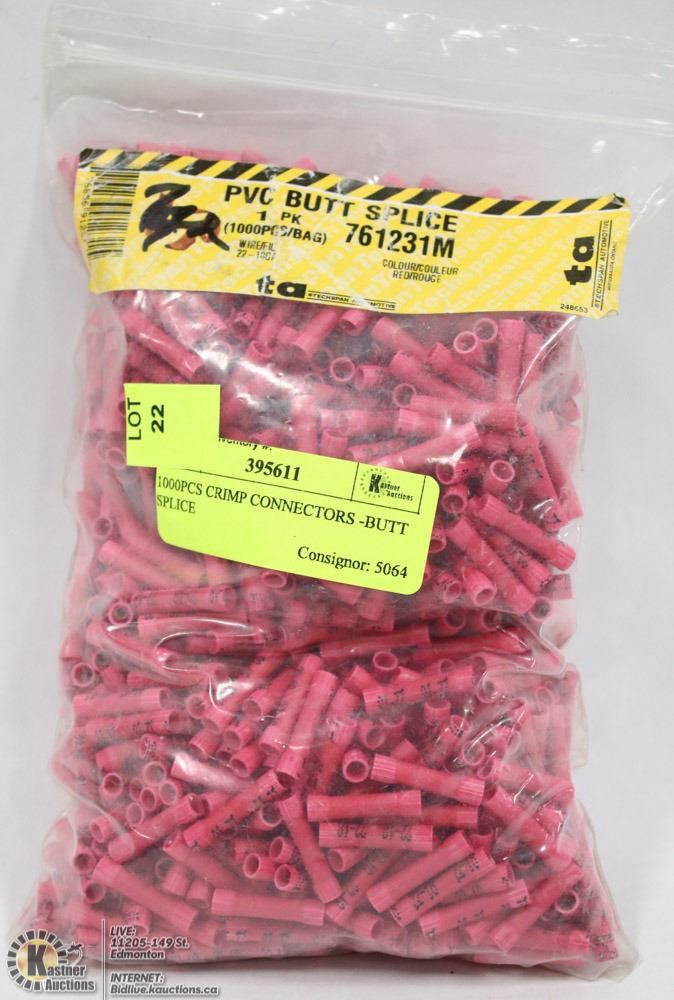 PVC BUTT SPLICE
1 PK
(1000PCS/BAG) 761231M
WIRE/FIL
COLOUR/COULEUR
RED/ROUGE
ta
TECHSPAN AUTOMOTIVE
ta
TECHSPAN AUTOMOTIVE
248653
LOT
22
395611
Kastner
Auctions
1000PCS CRIMP CONNECTORS -BUTT
SPLICE
Consignor: 5064
Kastner
Auctions
LIVE:
11205-149 St.
Edmonton
INTERNET:
Bidlive.kauctions.ca